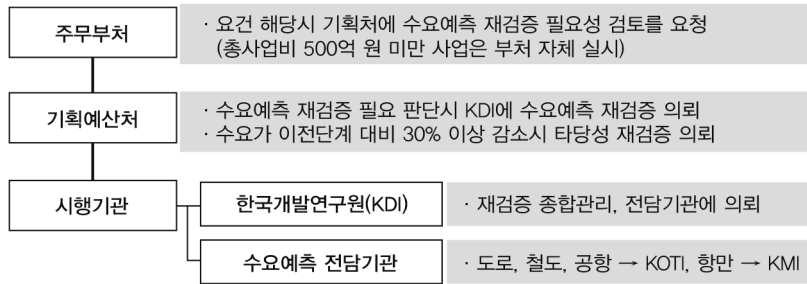 주무부처
· 요건 해당시 기획처에 수요예측 재검증 필요성 검토를 요청
(총사업비 500억 원 미만 사업은 부처 자체 실시)
기획예산처
· 수요예측 재검증 필요 판단시 KDI에 수요예측 재검증 의뢰
· 수요가 이전단계 대비 30% 이상 감소시 타당성 재검증 의뢰
시행기관
한국개발연구원(KDI)
· 재검증 종합관리, 전담기관에 의뢰
수요예측 전담기관
· 도로, 철도, 공항 → KOTI, 항만 → KMI